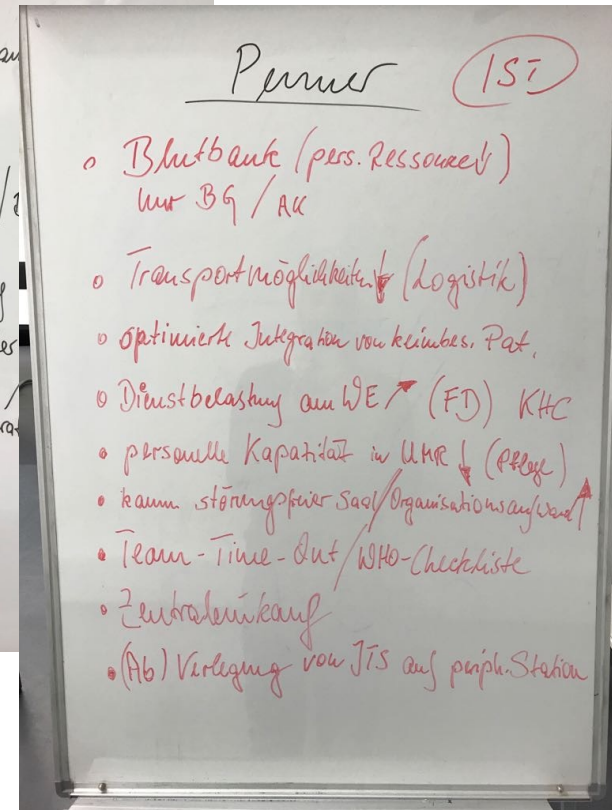 Penner
IST
Blutbank (pers. Ressourcen↓)
nur BG / AK
Transportmöglichkeiten↓ (Logistik)
optimierte Integration von keimbes. Pat.
Dienstbelastung am WE ↗ (FD) KHC
personelle Kapazität in UMR ↓ (Pflege)
kaum störungsfreier Saal/Organisationsaufwand↑
Team-Time-Out/WHO-Checkliste
Zentraleinkauf
(Ab) Verlegung von ITS auf periph. Station